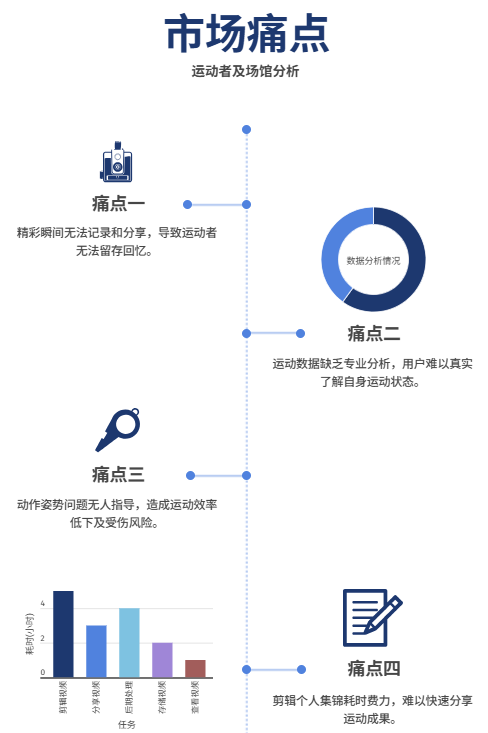 市场痛点
运动者及场馆分析
痛点一
精彩瞬间无法记录和分享，导致运动者
无法留存回忆。
数据分析情况
痛点二
运动数据缺乏专业分析，用户难以真实
了解自身运动状态。
痛点三
动作姿势问题无人指导，造成运动效率
低下及受伤风险。
耗时(小时)
4
2
0
剪辑视频
分享视频
后期处理
存储视频
查看视频
任务
痛点四
剪辑个人集锦耗时费力，难以快速分享
运动成果。